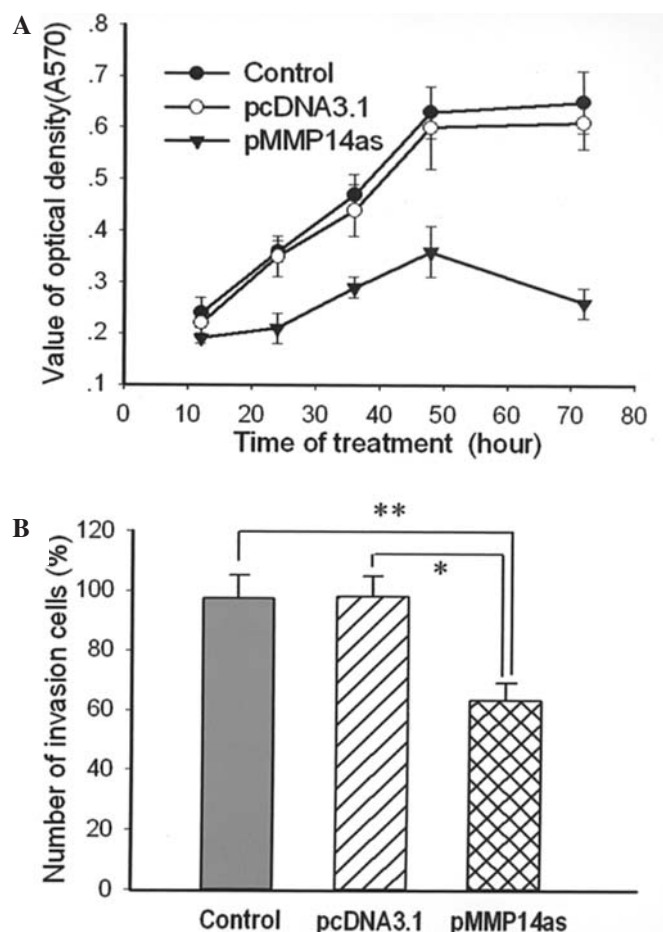 A
Value of optical density(A570)
.8
.7
.6
.5
.4
.3
.2
.1
Control
pcDNA3.1
pMMP14as
0 10 20 30 40 50 60 70 80
Time of treatment (hour)
B
Number of invasion cells (%)
120
100
80
60
40
20
0
**
*
Control pcDNA3.1 pMMP14as